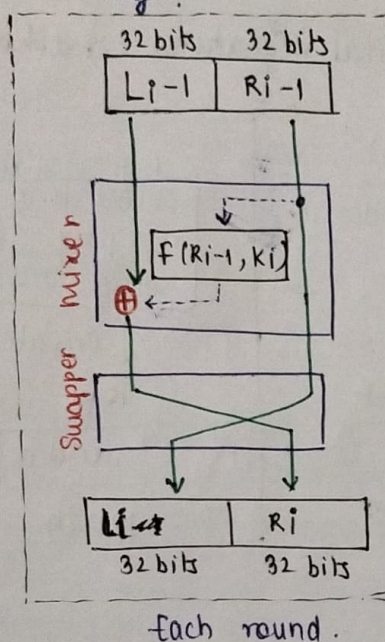 32 bits 32 bits
Li-1 Ri-1
Mixer
f(Ri-1, Ki)
⊕
Swapper
Li Ri
32 bits 32 bits
Each round.